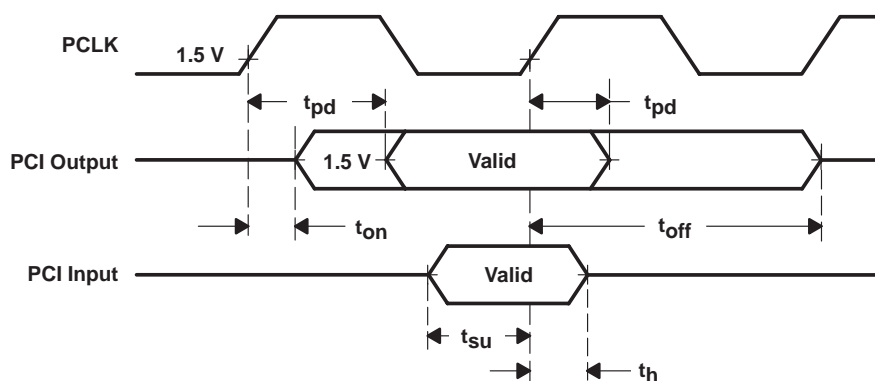 PCLK
1.5 V
tpd
tpd
PCI Output
1.5 V
Valid
ton
toff
PCI Input
Valid
tsu
th